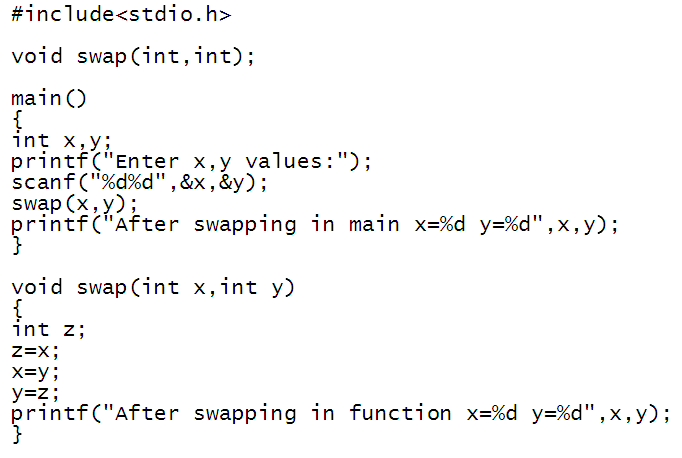 #include<stdio.h>
void swap(int,int);
main()
{
int x,y;
printf("Enter x,y values:");
scanf("%d%d",&x,&y);
swap(x,y);
printf("After swapping in main x=%d y=%d",x,y);
}
void swap(int x,int y)
{
int z;
z=x;
x=y;
y=z;
printf("After swapping in function x=%d y=%d",x,y);
}